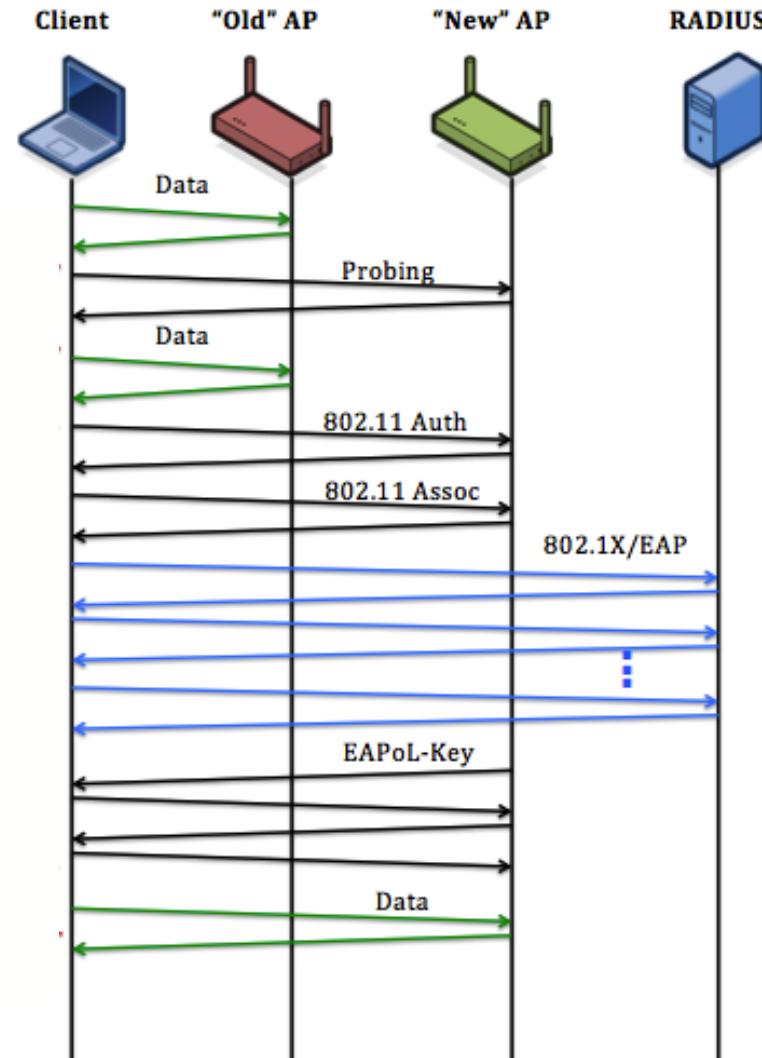 Client
“Old” AP
“New” AP
RADIUS
Data
Probing
Data
802.11 Auth
802.11 Assoc
802.1X/EAP
EAPoL-Key
Data